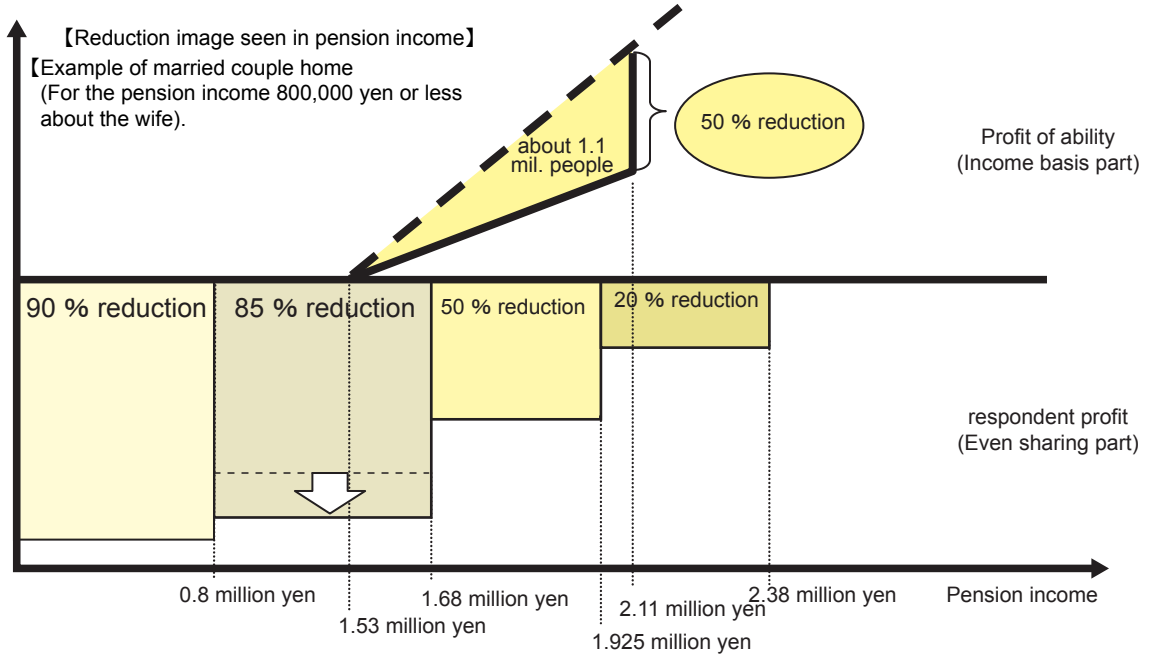 【Reduction image seen in pension income】
【Example of married couple home
(For the pension income 800,000 yen or less
about the wife).
about 1.1
mil. people
50 % reduction
Profit of ability
(Income basis part)
90 % reduction
85 % reduction
50 % reduction
20 % reduction
respondent profit
(Even sharing part)
0.8 million yen
1.53 million yen
1.68 million yen
1.925 million yen
2.11 million yen
2.38 million yen
Pension income